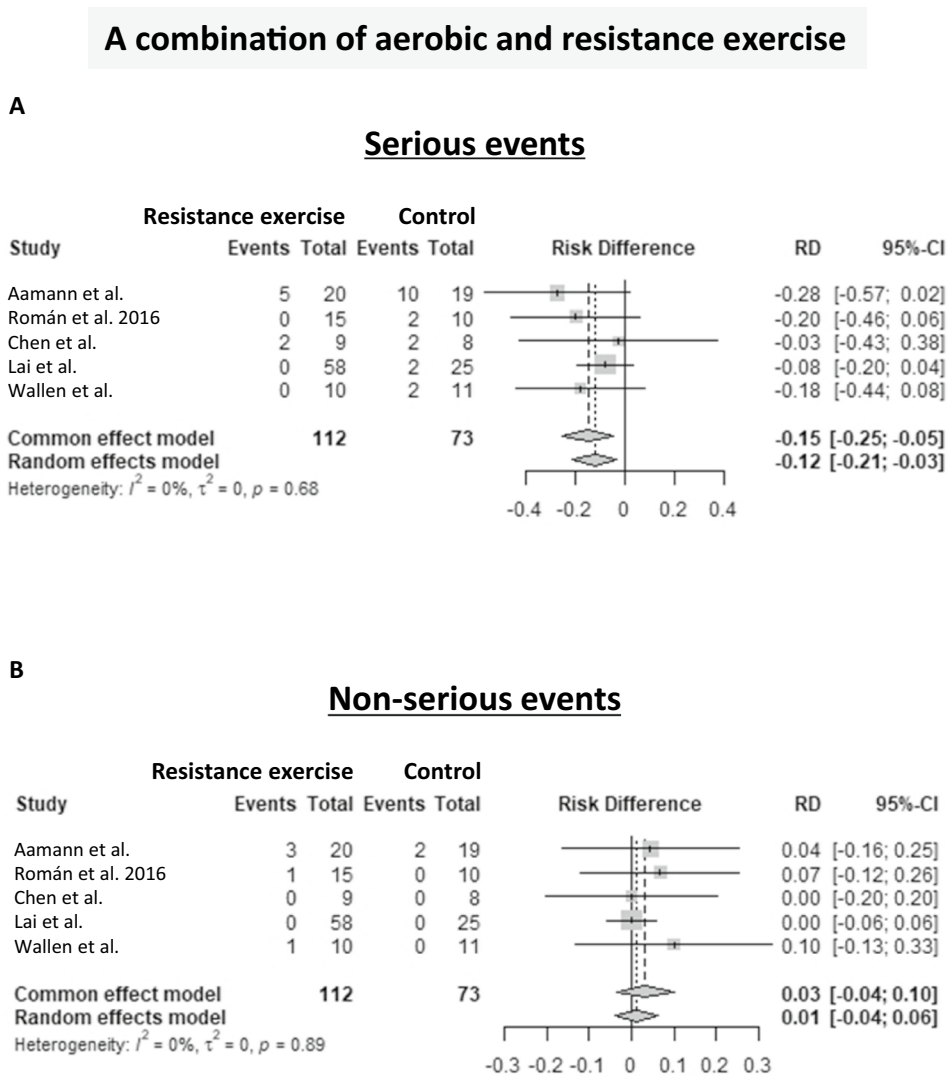 A combination of aerobic and resistance exercise
A
Serious events
Resistance exercise Control
Study Events Total Events Total Risk Difference RD 95%-CI
Aamann et al. 5 20 10 19 -0.28 [-0.57; 0.02]
Román et al. 2016 0 15 2 10 -0.20 [-0.46; 0.06]
Chen et al. 2 9 2 8 -0.03 [-0.43; 0.38]
Lai et al. 0 58 2 25 -0.08 [-0.20; 0.04]
Wallen et al. 0 10 2 11 -0.18 [-0.44; 0.08]
Common effect model 112 73 -0.15 [-0.25; -0.05]
Random effects model -0.12 [-0.21; -0.03]
Heterogeneity: I² = 0%, τ² = 0, p = 0.68
-0.4 -0.2 0 0.2 0.4
B
Non-serious events
Resistance exercise Control
Study Events Total Events Total Risk Difference RD 95%-CI
Aamann et al. 3 20 2 19 0.04 [-0.16; 0.25]
Román et al. 2016 1 15 0 10 0.07 [-0.12; 0.26]
Chen et al. 0 9 0 8 0.00 [-0.20; 0.20]
Lai et al. 0 58 0 25 0.00 [-0.06; 0.06]
Wallen et al. 1 10 0 11 0.10 [-0.13; 0.33]
Common effect model 112 73 0.03 [-0.04; 0.10]
Random effects model 0.01 [-0.04; 0.06]
Heterogeneity: I² = 0%, τ² = 0, p = 0.89
-0.3 -0.2 -0.1 0 0.1 0.2 0.3